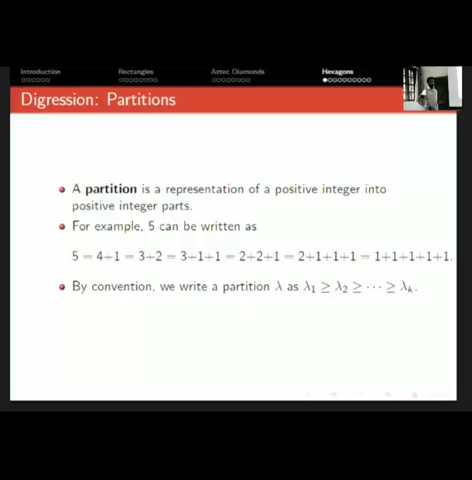 Introduction Rectangles Aztec Diamonds Hexagons
Digression: Partitions
A partition is a representation of a positive integer into
positive integer parts.
For example, 5 can be written as
5 = 4+1 = 3+2 = 3+1+1 = 2+2+1 = 2+1+1+1 = 1+1+1+1+1.
By convention, we write a partition λ as λ₁ ≥ λ₂ ≥ ⋯ ≥ λₖ.